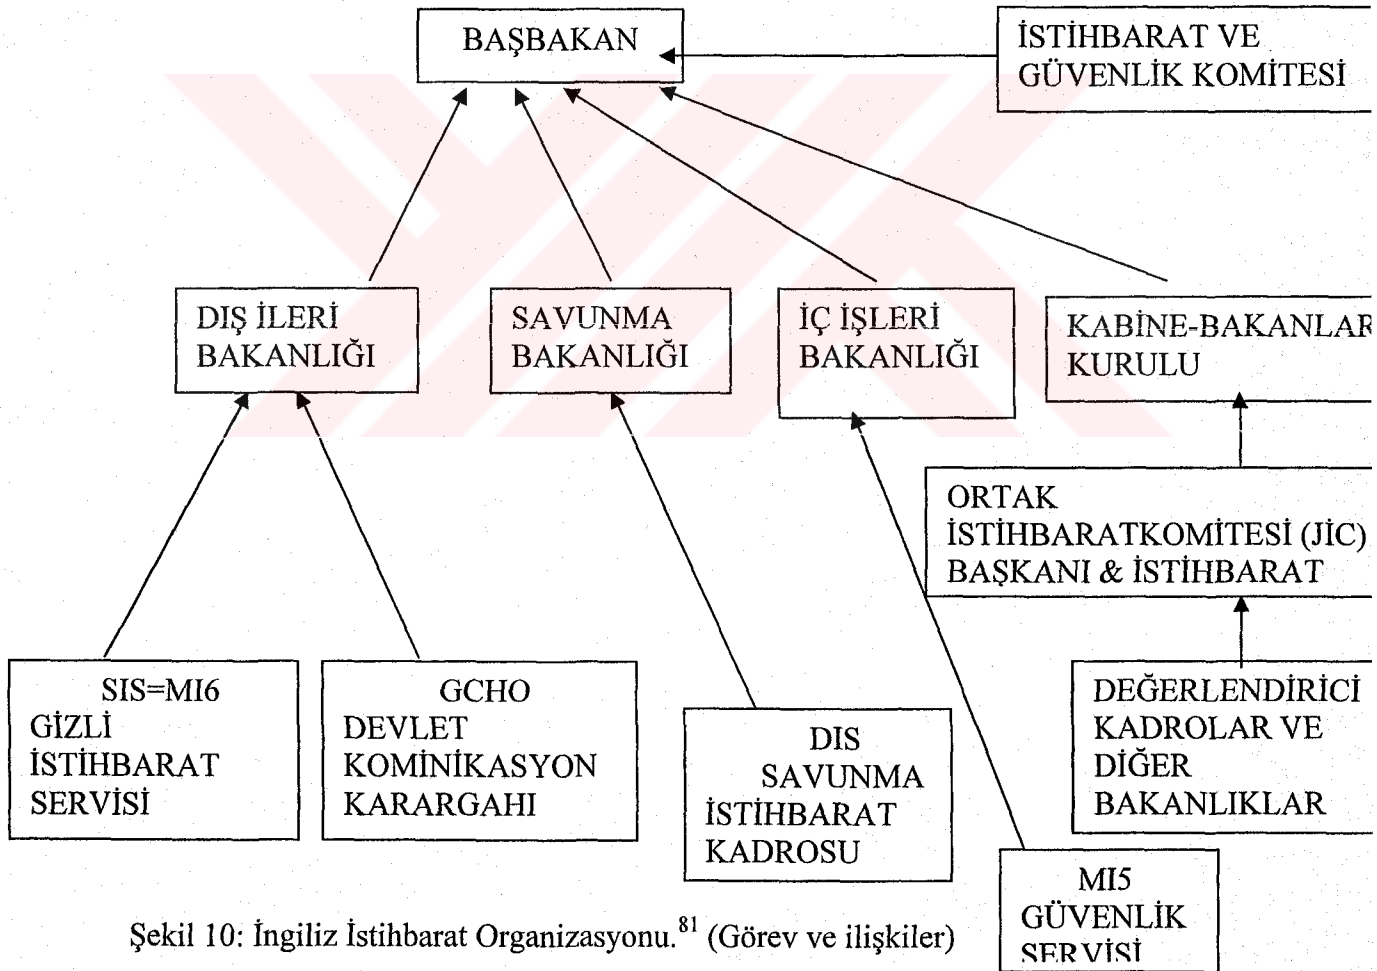 BAŞBAKAN
İSTİHBARAT VE
GÜVENLİK KOMİTESİ
DIŞ İLERİ
BAKANLIĞI
SAVUNMA
BAKANLIĞI
İÇ İŞLERİ
BAKANLIĞI
KABİNE-BAKANLAR
KURULU
ORTAK
İSTİHBARATKOMİTESİ (JİC)
BAŞKANI & İSTİHBARAT
SIS=MI6
GİZLİ
İSTİHBARAT
SERVİSİ
GCHO
DEVLET
KOMİNİKASYON
KARARGAHI
DIS
SAVUNMA
İSTİHBARAT
KADROSU
DEĞERLENDİRİCİ
KADROLAR VE
DİĞER
BAKANLIKLAR
MI5
GÜVENLİK
SERVİSİ
Şekil 10: İngiliz İstihbarat Organizasyonu.81 (Görev ve ilişkiler)